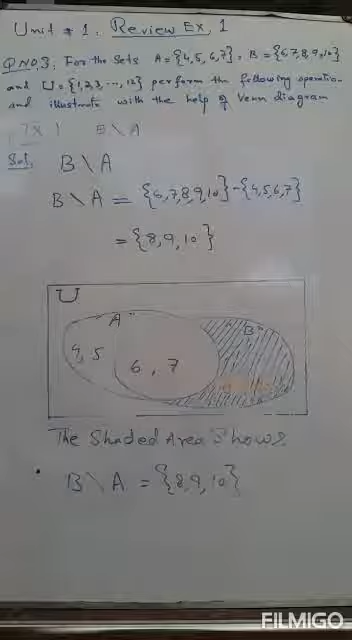 Unit # 1 Review Ex, 1
Q NO,3, For the sets A = {4,5,6,7}, B = {6,7,8,9,10}
and U = {1,2,3,...,12} perform the following operation
and illustrate with the help of Venn diagram
B \ A
Sol, B \ A
B \ A = {6,7,8,9,10} - {4,5,6,7}
= {8,9,10}
U
A B
4, 5
6, 7
The Shaded Area Shows
B \ A = {8,9,10}
FILMIGO